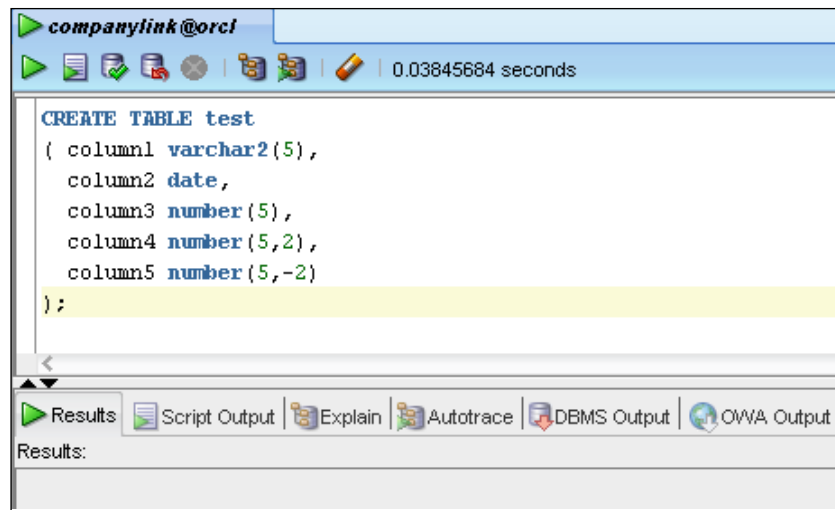 companylink@orcl
0.03845684 seconds
CREATE TABLE test
( column1 varchar2(5),
column2 date,
column3 number(5),
column4 number(5,2),
column5 number(5,-2)
);
Results Script Output Explain Autotrace DBMS Output OWA Output
Results: